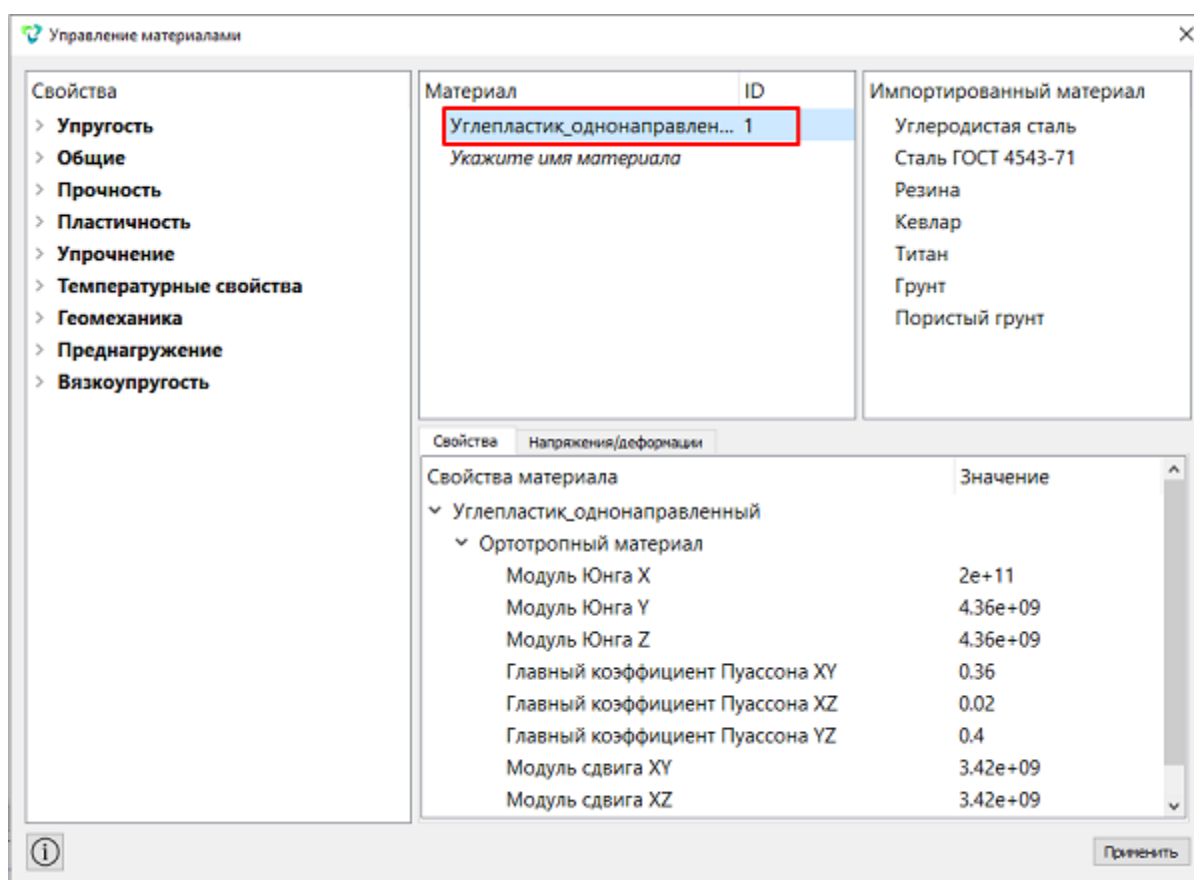 Управление материалами
Свойства
Упругость
Общие
Прочность
Пластичность
Упрочнение
Температурные свойства
Геомеханика
Преднагружение
Вязкоупругость
Материал ID
Углепластик_однонаправлен... 1
Укажите имя материала
Импортированный материал
Углеродистая сталь
Сталь ГОСТ 4543-71
Резина
Кевлар
Титан
Грунт
Пористый грунт
Свойства Напряжения/деформации
Свойства материала Значение
Углепластик_однонаправленный
Ортотропный материал
Модуль Юнга X 2e+11
Модуль Юнга Y 4.36e+09
Модуль Юнга Z 4.36e+09
Главный коэффициент Пуассона XY 0.36
Главный коэффициент Пуассона XZ 0.02
Главный коэффициент Пуассона YZ 0.4
Модуль сдвига XY 3.42e+09
Модуль сдвига XZ 3.42e+09
Применить